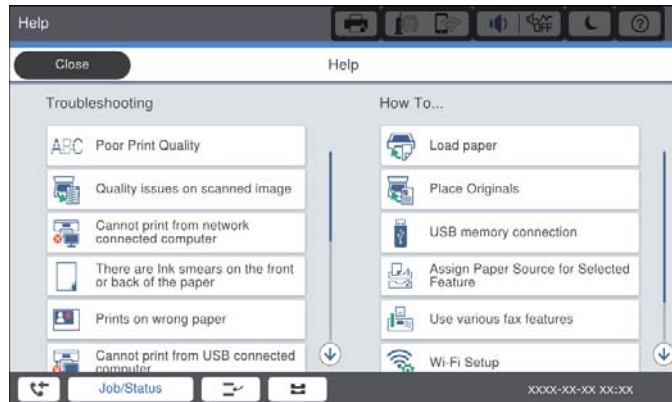 Help
OFF
Close
Help
Troubleshooting
ABC Poor Print Quality
Quality issues on scanned image
Cannot print from network
connected computer
There are Ink smears on the front
or back of the paper
Prints on wrong paper
Cannot print from USB connected
computer
How To...
Load paper
Place Originals
USB memory connection
Assign Paper Source for Selected
Feature
Use various fax features
Wi-Fi Setup
Job/Status
XXXX-XX-XX XX:XX